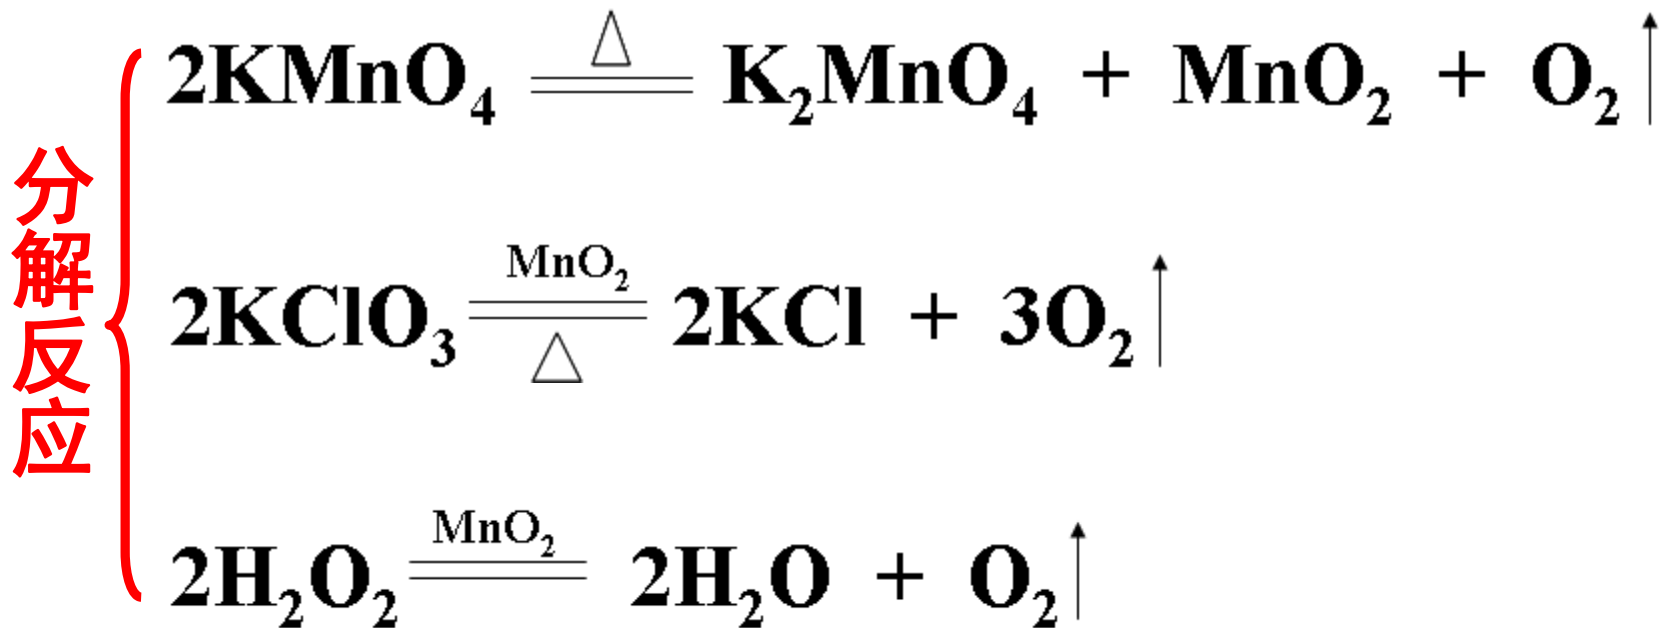 分解反应
2KMnO₄ ≜ K₂MnO₄ + MnO₂ + O₂↑
MnO₂
2KClO₃ ═ 2KCl + 3O₂↑
△
MnO₂
2H₂O₂ ═ 2H₂O + O₂↑